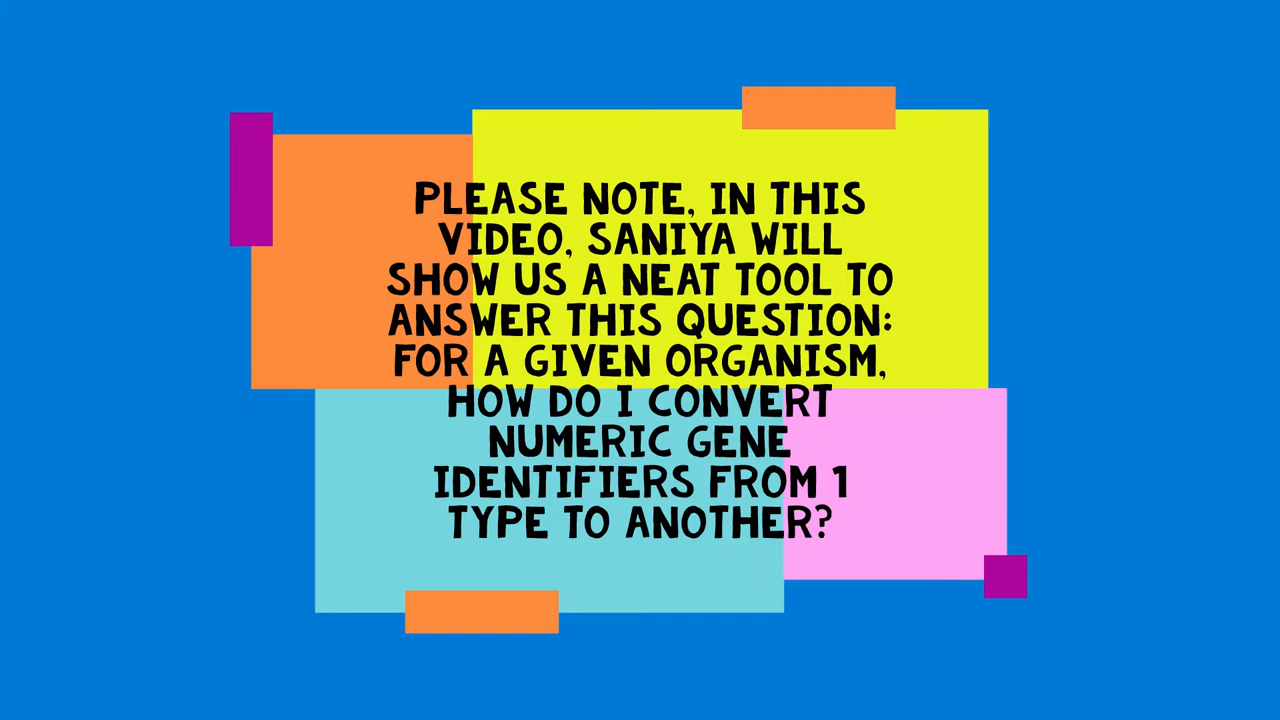 PLEASE NOTE, IN THIS
VIDEO, SANIYA WILL
SHOW US A NEAT TOOL TO
ANSWER THIS QUESTION:
FOR A GIVEN ORGANISM,
HOW DO I CONVERT
NUMERIC GENE
IDENTIFIERS FROM 1
TYPE TO ANOTHER?